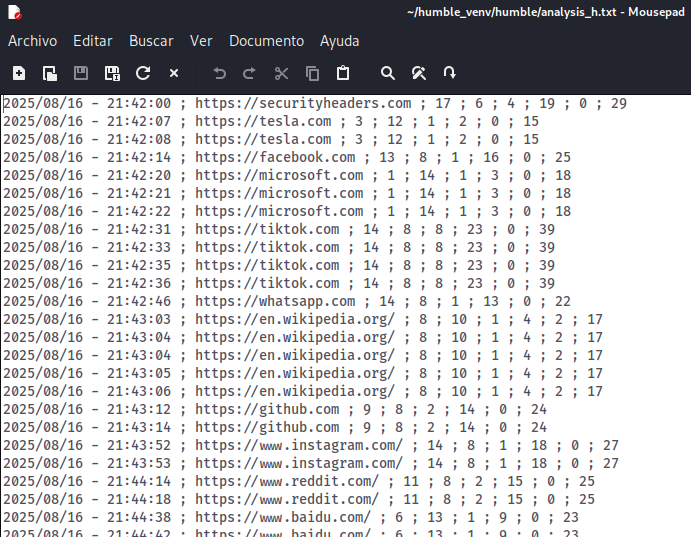 ~/humble_venv/humble/analysis_h.txt - Mousepad
Archivo Editar Buscar Ver Documento Ayuda
2025/08/16 - 21:42:00 ; https://securityheaders.com ; 17 ; 6 ; 4 ; 19 ; 0 ; 29
2025/08/16 - 21:42:07 ; https://tesla.com ; 3 ; 12 ; 1 ; 2 ; 0 ; 15
2025/08/16 - 21:42:08 ; https://tesla.com ; 3 ; 12 ; 1 ; 2 ; 0 ; 15
2025/08/16 - 21:42:14 ; https://facebook.com ; 13 ; 8 ; 1 ; 16 ; 0 ; 25
2025/08/16 - 21:42:20 ; https://microsoft.com ; 1 ; 14 ; 1 ; 3 ; 0 ; 18
2025/08/16 - 21:42:21 ; https://microsoft.com ; 1 ; 14 ; 1 ; 3 ; 0 ; 18
2025/08/16 - 21:42:22 ; https://microsoft.com ; 1 ; 14 ; 1 ; 3 ; 0 ; 18
2025/08/16 - 21:42:31 ; https://tiktok.com ; 14 ; 8 ; 8 ; 23 ; 0 ; 39
2025/08/16 - 21:42:33 ; https://tiktok.com ; 14 ; 8 ; 8 ; 23 ; 0 ; 39
2025/08/16 - 21:42:35 ; https://tiktok.com ; 14 ; 8 ; 8 ; 23 ; 0 ; 39
2025/08/16 - 21:42:36 ; https://tiktok.com ; 14 ; 8 ; 8 ; 23 ; 0 ; 39
2025/08/16 - 21:42:46 ; https://whatsapp.com ; 14 ; 8 ; 1 ; 13 ; 0 ; 22
2025/08/16 - 21:43:03 ; https://en.wikipedia.org/ ; 8 ; 10 ; 1 ; 4 ; 2 ; 17
2025/08/16 - 21:43:04 ; https://en.wikipedia.org/ ; 8 ; 10 ; 1 ; 4 ; 2 ; 17
2025/08/16 - 21:43:04 ; https://en.wikipedia.org/ ; 8 ; 10 ; 1 ; 4 ; 2 ; 17
2025/08/16 - 21:43:05 ; https://en.wikipedia.org/ ; 8 ; 10 ; 1 ; 4 ; 2 ; 17
2025/08/16 - 21:43:06 ; https://en.wikipedia.org/ ; 8 ; 10 ; 1 ; 4 ; 2 ; 17
2025/08/16 - 21:43:12 ; https://github.com ; 9 ; 8 ; 2 ; 14 ; 0 ; 24
2025/08/16 - 21:43:14 ; https://github.com ; 9 ; 8 ; 2 ; 14 ; 0 ; 24
2025/08/16 - 21:43:52 ; https://www.instagram.com/ ; 14 ; 8 ; 1 ; 18 ; 0 ; 27
2025/08/16 - 21:43:53 ; https://www.instagram.com/ ; 14 ; 8 ; 1 ; 18 ; 0 ; 27
2025/08/16 - 21:44:14 ; https://www.reddit.com/ ; 11 ; 8 ; 2 ; 15 ; 0 ; 25
2025/08/16 - 21:44:18 ; https://www.reddit.com/ ; 11 ; 8 ; 2 ; 15 ; 0 ; 25
2025/08/16 - 21:44:38 ; https://www.baidu.com/ ; 6 ; 13 ; 1 ; 9 ; 0 ; 23
2025/08/16 - 21:44:42 ; https://www.baidu.com/ ; 6 ; 13 ; 1 ; 9 ; 0 ; 23